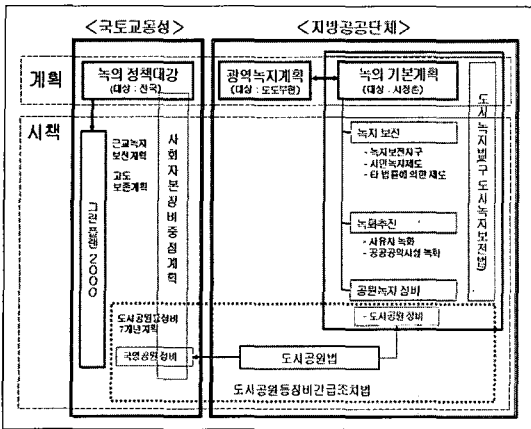 <국토교통성>
<지방공공단체>
계획
녹의 정책대강
(대상 : 전국)
광역녹지계획
(대상 : 도도부현)
녹의 기본계획
(대상 : 시정촌)
시책
근교녹지
보전계획
고도
보존계획
그린플랜 2000
사회자본정비중점계획
녹지 보전
- 녹지보전지구
- 시민녹지제도
- 타 법률에 의한 제도
녹화추진
- 사유지 녹화
- 공공공익시설 녹화
공원녹지 정비
- 도시공원 정비
도시녹지법(구 도시녹지보전법)
도시공원등정비
7개년계획
국영공원 정비
도시공원법
도시공원등정비긴급조치법